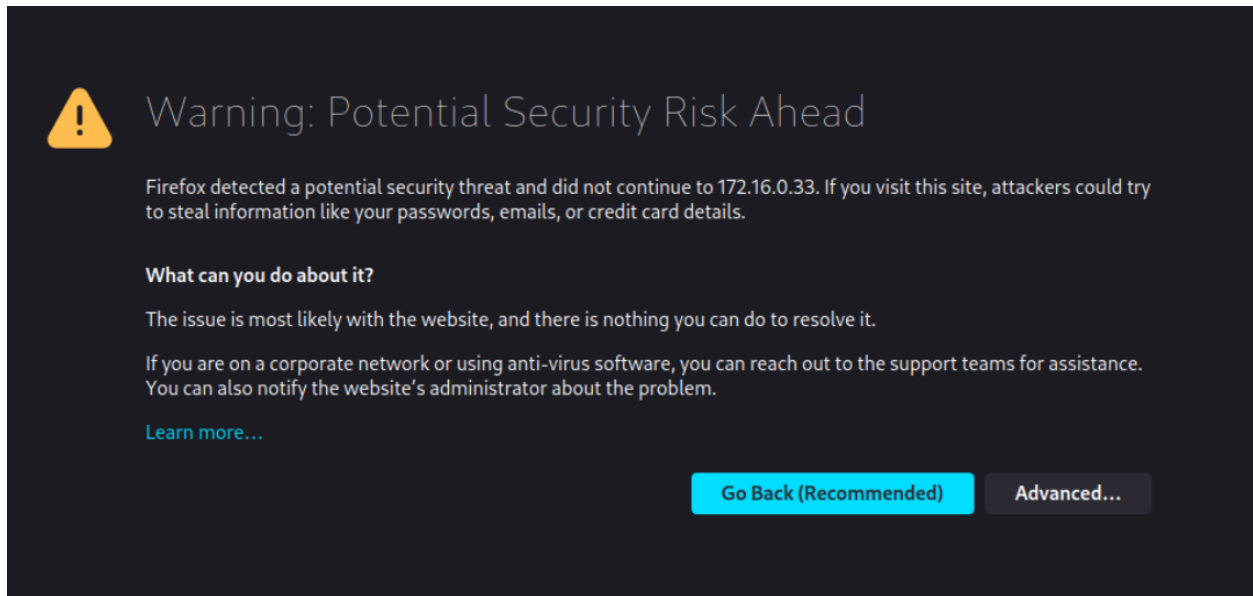 Warning: Potential Security Risk Ahead
Firefox detected a potential security threat and did not continue to 172.16.0.33. If you visit this site, attackers could try
to steal information like your passwords, emails, or credit card details.
What can you do about it?
The issue is most likely with the website, and there is nothing you can do to resolve it.
If you are on a corporate network or using anti-virus software, you can reach out to the support teams for assistance.
You can also notify the website’s administrator about the problem.
Learn more…
Go Back (Recommended)
Advanced…